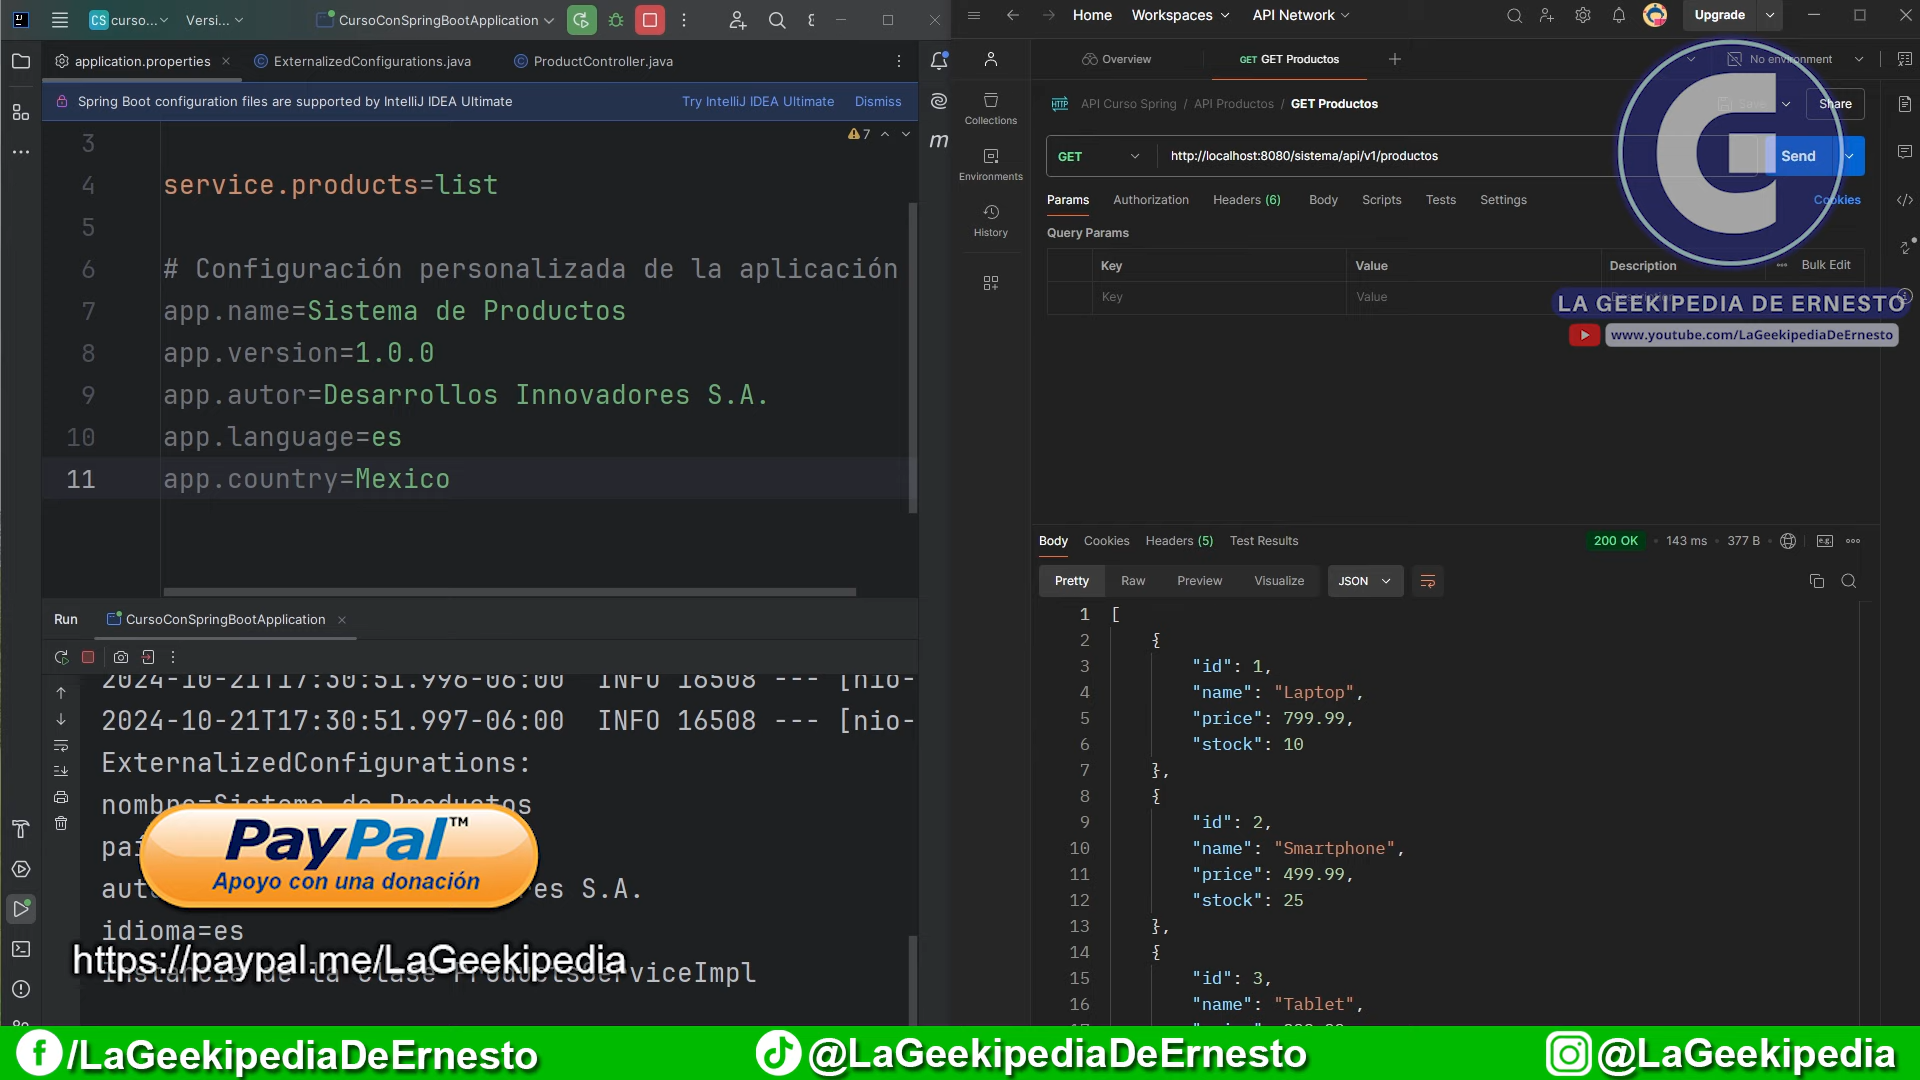 CS curso...
Versi...
CursoConSpringBootApplication
application.properties
ExternalizedConfigurations.java
ProductController.java
Spring Boot configuration files are supported by IntelliJ IDEA Ultimate
Try IntelliJ IDEA Ultimate
Dismiss
7
3
4 service.products=list
5
6 # Configuración personalizada de la aplicación
7 app.name=Sistema de Productos
8 app.version=1.0.0
9 app.autor=Desarrollos Innovadores S.A.
10 app.language=es
11 app.country=Mexico
Run
CursoConSpringBootApplication
2024-10-21T17:30:51.996-06:00 INFO 16508 --- [nio-
2024-10-21T17:30:51.997-06:00 INFO 16508 --- [nio-
ExternalizedConfigurations:
nombre=Sistema de Productos
es S.A.
idioma=es
Instancia de la clase ProductsServiceImpl
PayPal™
Apoyo con una donación
https://paypal.me/LaGeekipedia
Home
Workspaces
API Network
Upgrade
Overview
GET GET Productos
No environment
Collections
Environments
History
HTTP API Curso Spring / API Productos / GET Productos
Save
Share
GET
http://localhost:8080/sistema/api/v1/productos
Send
Params
Authorization
Headers (6)
Body
Scripts
Tests
Settings
Cookies
Query Params
Key
Value
Description
Bulk Edit
Key
Value
Description
LA GEEKIPEDIA DE ERNESTO
www.youtube.com/LaGeekipediaDeErnesto
Body
Cookies
Headers (5)
Test Results
200 OK
143 ms
377 B
Pretty
Raw
Preview
Visualize
JSON
1 [
2 {
3 "id": 1,
4 "name": "Laptop",
5 "price": 799.99,
6 "stock": 10
7 },
8 {
9 "id": 2,
10 "name": "Smartphone",
11 "price": 499.99,
12 "stock": 25
13 },
14 {
15 "id": 3,
16 "name": "Tablet",
/LaGeekipediaDeErnesto
@LaGeekipediaDeErnesto
@LaGeekipedia